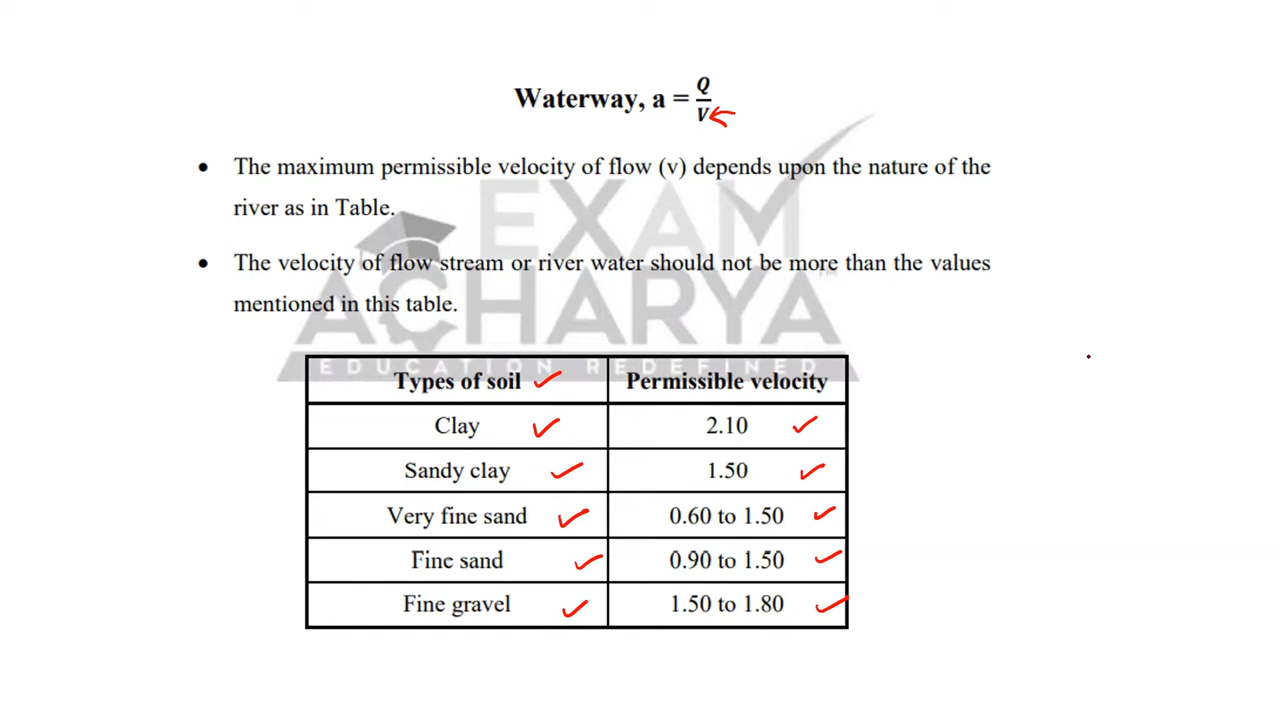 Waterway, a = Q/V
• The maximum permissible velocity of flow (v) depends upon the nature of the
river as in Table.
• The velocity of flow stream or river water should not be more than the values
mentioned in this table.
EXAM
ACHARYA™
EDUCATION REDEFINED
Types of soil Permissible velocity
Clay 2.10
Sandy clay 1.50
Very fine sand 0.60 to 1.50
Fine sand 0.90 to 1.50
Fine gravel 1.50 to 1.80